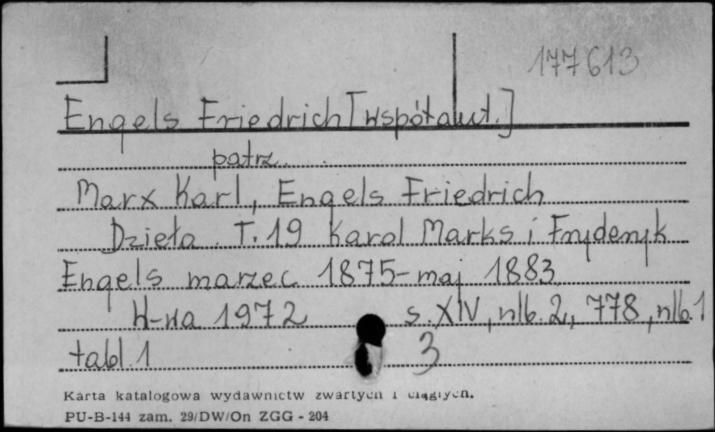 177613
Engels Friedrich [współaut.]
patrz
Marx Karl, Engels Friedrich
Dzieła. T. 19 Karol Marks i Fryderyk
Engels marzec 1875-maj 1883
W-wa 1972 s. XIV, nlb. 2, 778, nlb. 1
tabl. 1 3
Karta katalogowa wydawnictw zwartych i ciągłych.
PU-B-144 zam. 29/DW/On ZGG - 204